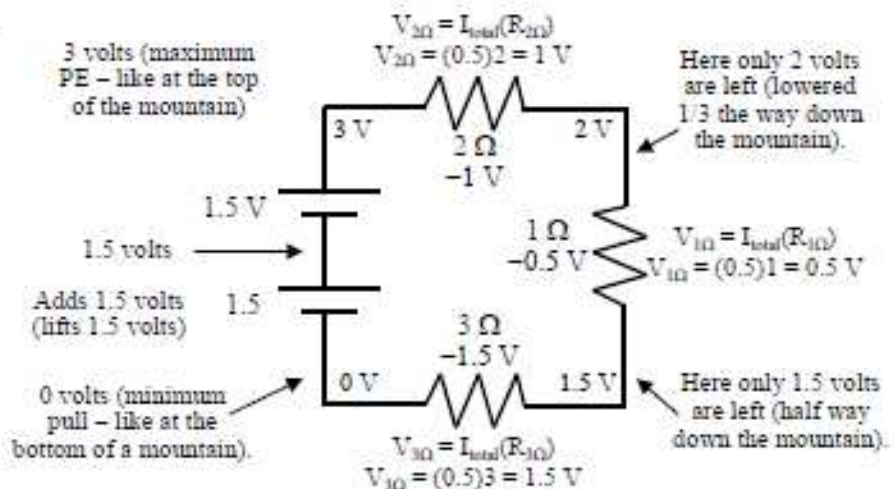 V2Ω = Itotal(R2Ω)
V2Ω = (0.5)2 = 1 V
3 volts (maximum
PE – like at the top
of the mountain)
Here only 2 volts
are left (lowered
1/3 the way down
the mountain).
3 V
2 V
2 Ω
−1 V
1.5 V
1.5 volts
1 Ω
−0.5 V
V1Ω = Itotal(R1Ω)
V1Ω = (0.5)1 = 0.5 V
Adds 1.5 volts
(lifts 1.5 volts)
1.5
3 Ω
−1.5 V
0 V
1.5 V
0 volts (minimum
pull – like at the
bottom of a mountain).
Here only 1.5 volts
are left (half way
down the mountain).
V3Ω = Itotal(R3Ω)
V3Ω = (0.5)3 = 1.5 V